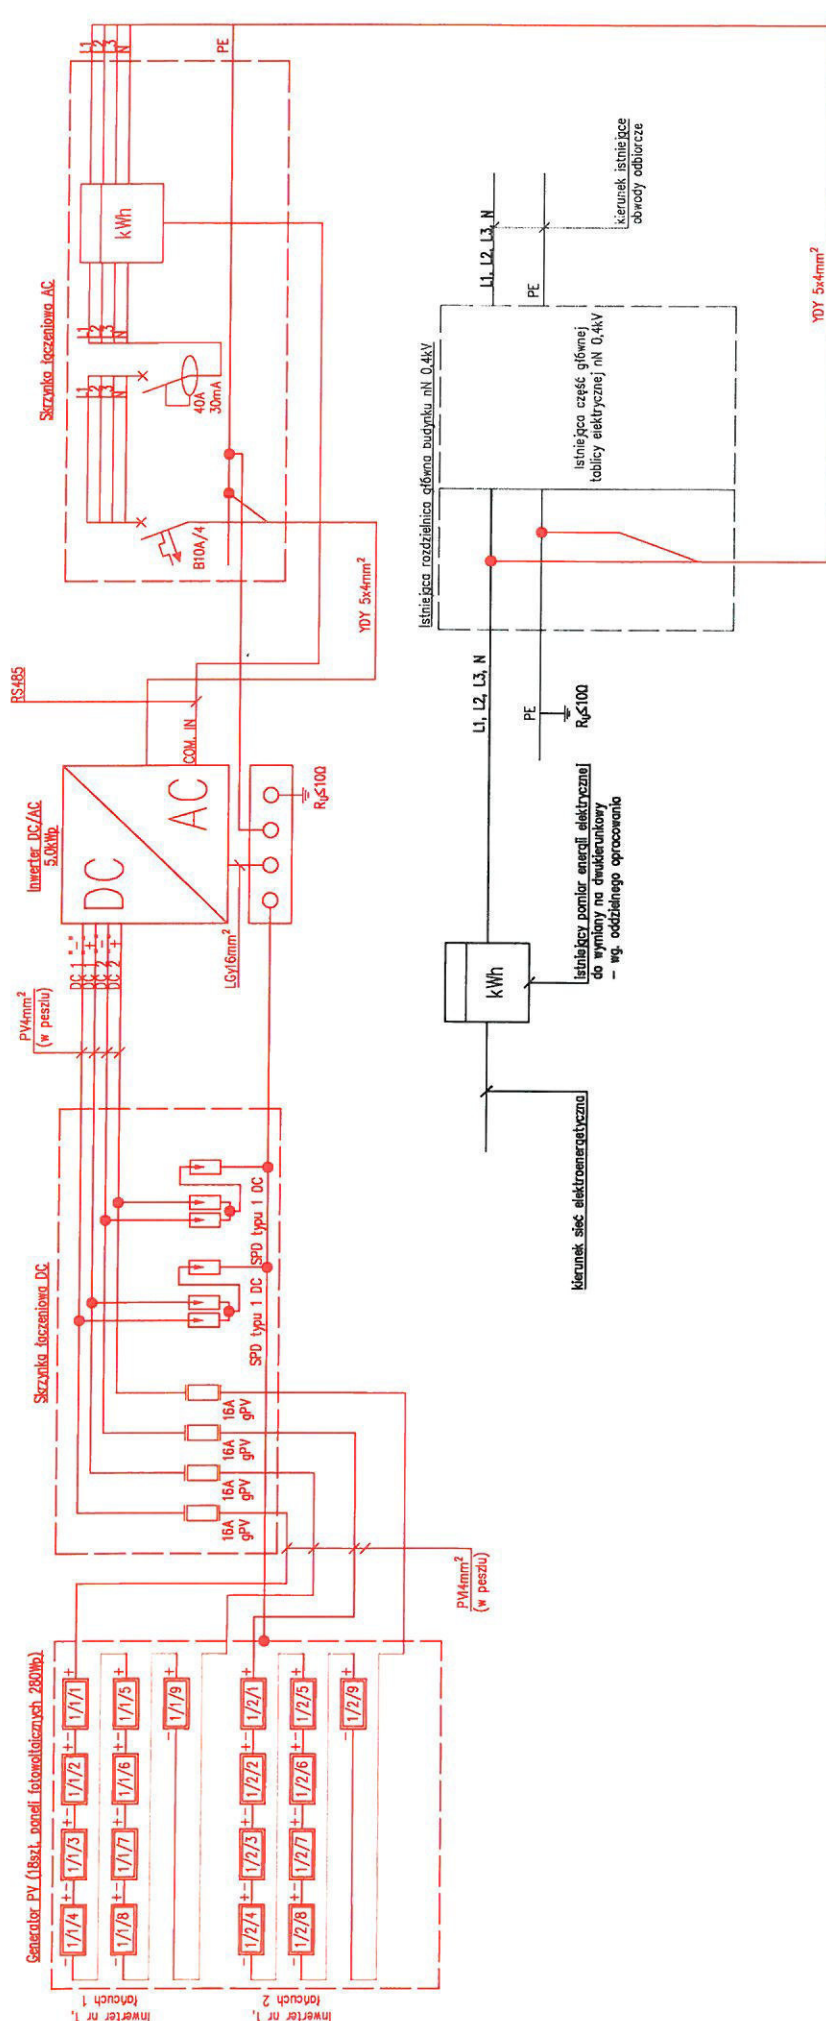 Generator PV (18szt. paneli fotowoltaicznych 280Wp)
Inwerter nr 1,
łańcuch 1
1/1/4
1/1/3
1/1/2
1/1/1
1/1/8
1/1/7
1/1/6
1/1/5
1/1/9
Inwerter nr 1,
łańcuch 2
1/2/4
1/2/3
1/2/2
1/2/1
1/2/8
1/2/7
1/2/6
1/2/5
1/2/9
PV14mm²
(w peszlu)
Skrzynka łączeniowa DC
16A
gPV
16A
gPV
16A
gPV
16A
gPV
SPD typu 1 DC
SPD typu 1 DC
PV4mm²
(w peszlu)
DC 1 "-"
DC 1 "+"
DC 2 "-"
DC 2 "+"
Inwerter DC/AC
5,0kWp
DC
AC
COM. IN
RS485
LGy16mm²
Ru≤10Ω
YDY 5x4mm²
Skrzynka łączeniowa AC
B10A/4
L1
L2
L3
N
40A
30mA
L1
L2
L3
N
kWh
L1
L2
L3
N
PE
YDY 5x4mm²
kierunek sieć elektroenergetyczna
kWh
Istniejący pomiar energii elektrycznej
do wymiany na dwukierunkowy
- wg. oddzielnego opracowania
L1, L2, L3, N
PE
Ru≤10Ω
Istniejąca rozdzielnica główna budynku nN 0,4kV
Istniejąca część głównej
tablicy elektrycznej nN 0,4kV
L1, L2, L3, N
PE
kierunek istniejące
obwody odbiorcze